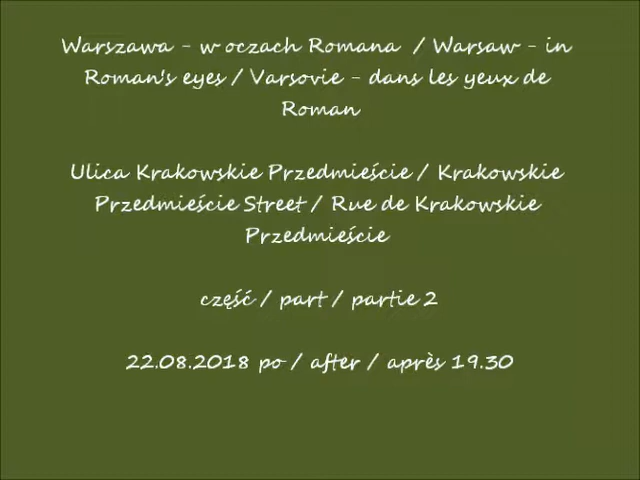 Warszawa - w oczach Romana / Warsaw - in
Roman's eyes / Varsovie - dans les yeux de
Roman
Ulica Krakowskie Przedmieście / Krakowskie
Przedmieście Street / Rue de Krakowskie
Przedmieście
część / part / partie 2
22.08.2018 po / after / après 19.30